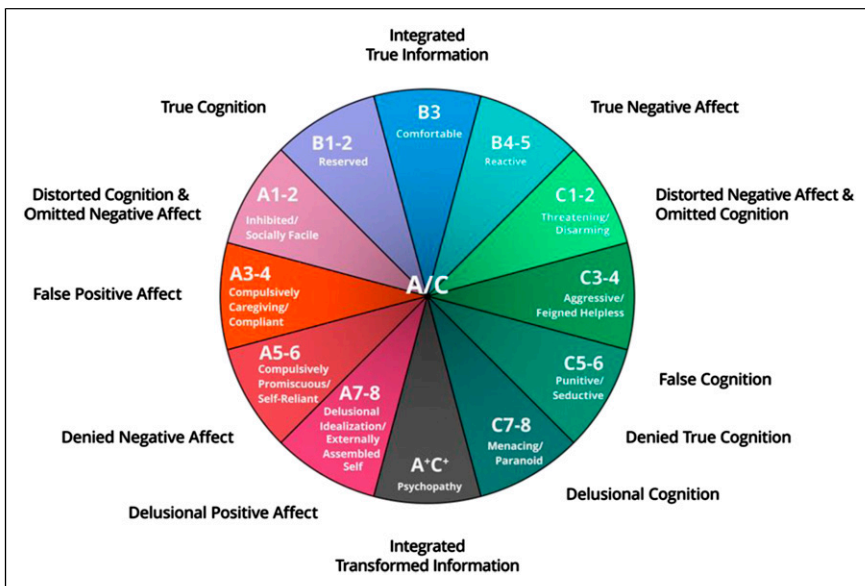 Integrated
True Information
True Cognition
True Negative Affect
B3
Comfortable
B1-2
Reserved
B4-5
Reactive
Distorted Cognition &
Omitted Negative Affect
A1-2
Inhibited/
Socially Facile
C1-2
Threatening/
Disarming
Distorted Negative Affect &
Omitted Cognition
False Positive Affect
A3-4
Compulsively
Caregiving/
Compliant
A/C
C3-4
Aggressive/
Feigned Helpless
A5-6
Compulsively
Promiscuous/
Self-Reliant
C5-6
Punitive/
Seductive
False Cognition
Denied Negative Affect
A7-8
Delusional
Idealization/
Externally
Assembled
Self
C7-8
Menacing/
Paranoid
Denied True Cognition
A⁺C⁺
Psychopathy
Delusional Positive Affect
Delusional Cognition
Integrated
Transformed Information